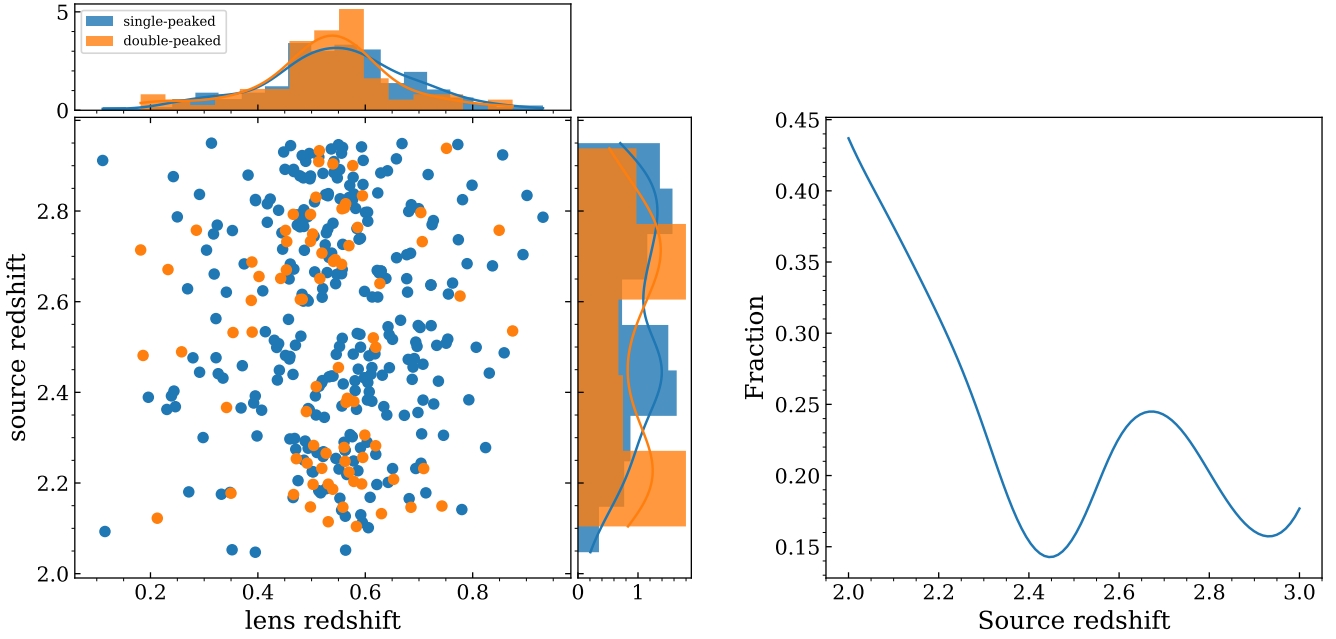 5
0
single-peaked
double-peaked
2.8
2.6
2.4
2.2
2.0
source redshift
0.2 0.4 0.6 0.8
lens redshift
0 1
0.45
0.40
0.35
0.30
0.25
0.20
0.15
Fraction
2.0 2.2 2.4 2.6 2.8 3.0
Source redshift